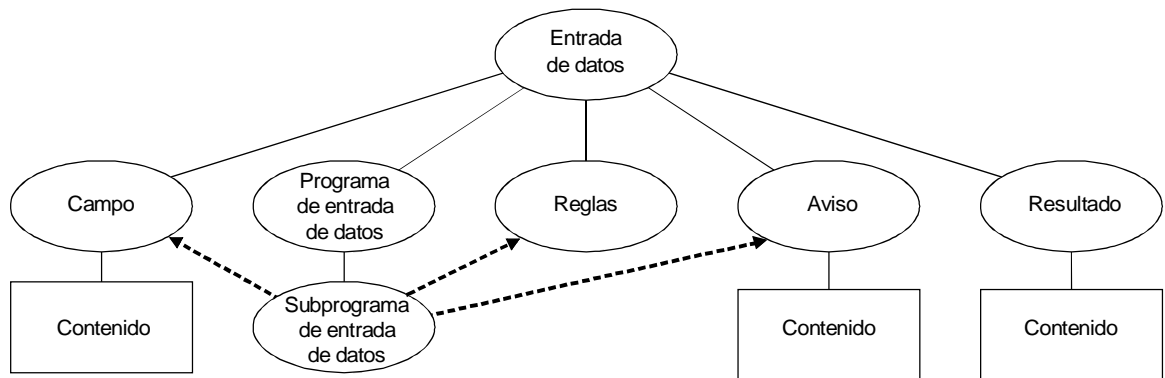 Entrada
de datos
Campo
Programa
de entrada
de datos
Reglas
Aviso
Resultado
Contenido
Subprograma
de entrada
de datos
Contenido
Contenido